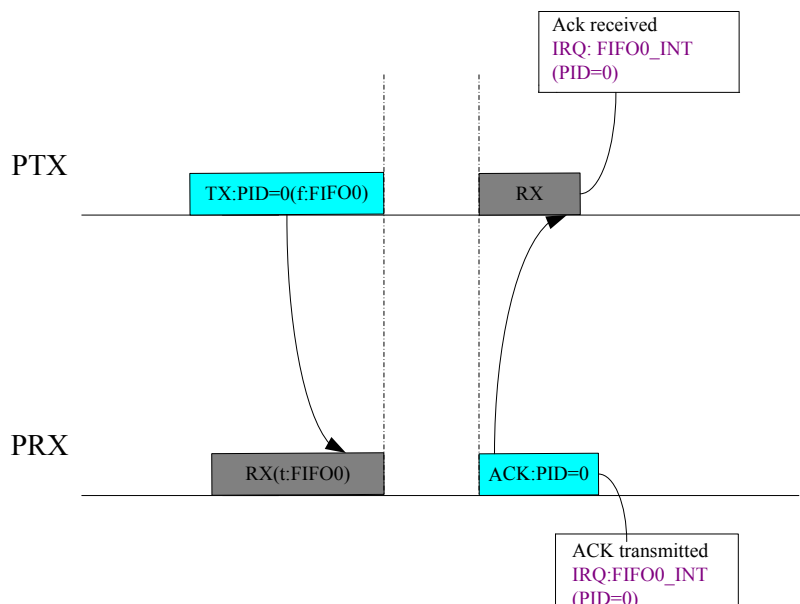 Ack received
IRQ: FIFO0_INT
(PID=0)
PTX
TX:PID=0(f:FIFO0)
RX
PRX
RX(t:FIFO0)
ACK:PID=0
ACK transmitted
IRQ:FIFO0_INT
(PID=0)